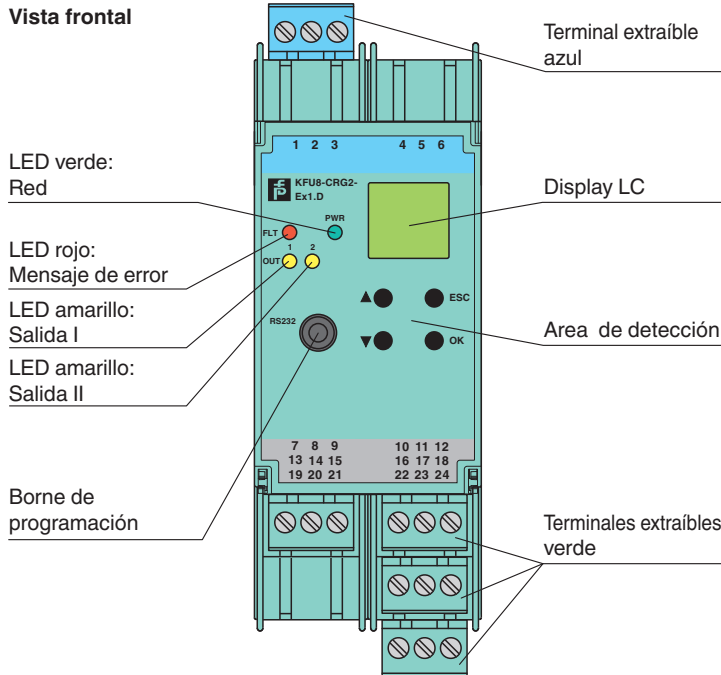 Vista frontal
Terminal extraíble
azul
1 2 3 4 5 6
LED verde:
Red
KFU8-CRG2-
Ex1.D
Display LC
PWR
FLT
LED rojo:
Mensaje de error
1 2
OUT
LED amarillo:
Salida I
ESC
RS232
Area de detección
OK
LED amarillo:
Salida II
7 8 9 10 11 12
13 14 15 16 17 18
19 20 21 22 23 24
Borne de
programación
Terminales extraíbles
verde